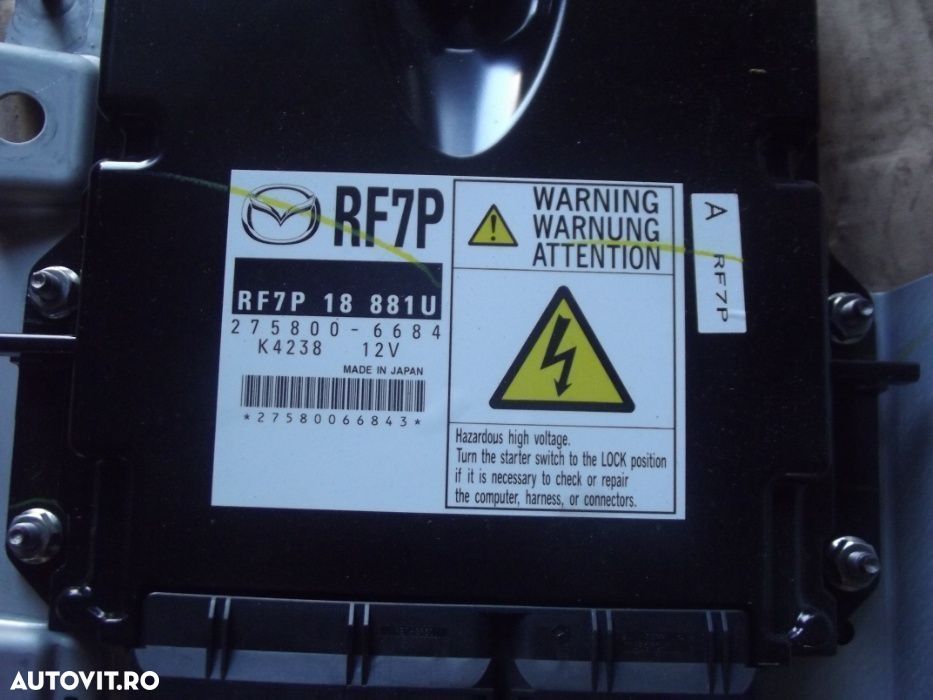 RF7P
RF7P 18 881U
275800-6684
K4238 12V
MADE IN JAPAN
*27580066843*
WARNING
WARNUNG
ATTENTION
Hazardous high voltage.
Turn the starter switch to the LOCK position
if it is necessary to check or repair
the computer, harness, or connectors.
A RF7P
AUTOVIT.RO